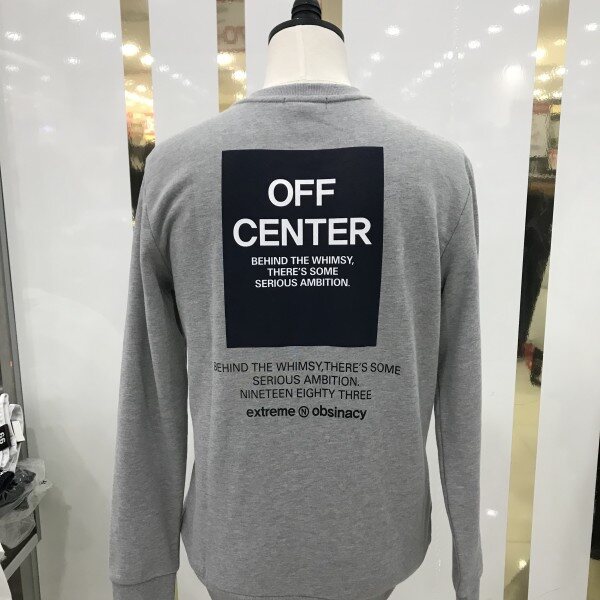 OFF
CENTER
BEHIND THE WHIMSY,
THERE'S SOME
SERIOUS AMBITION.
BEHIND THE WHIMSY,THERE'S SOME
SERIOUS AMBITION.
NINETEEN EIGHTY THREE
extreme Ⓝ obsinacy